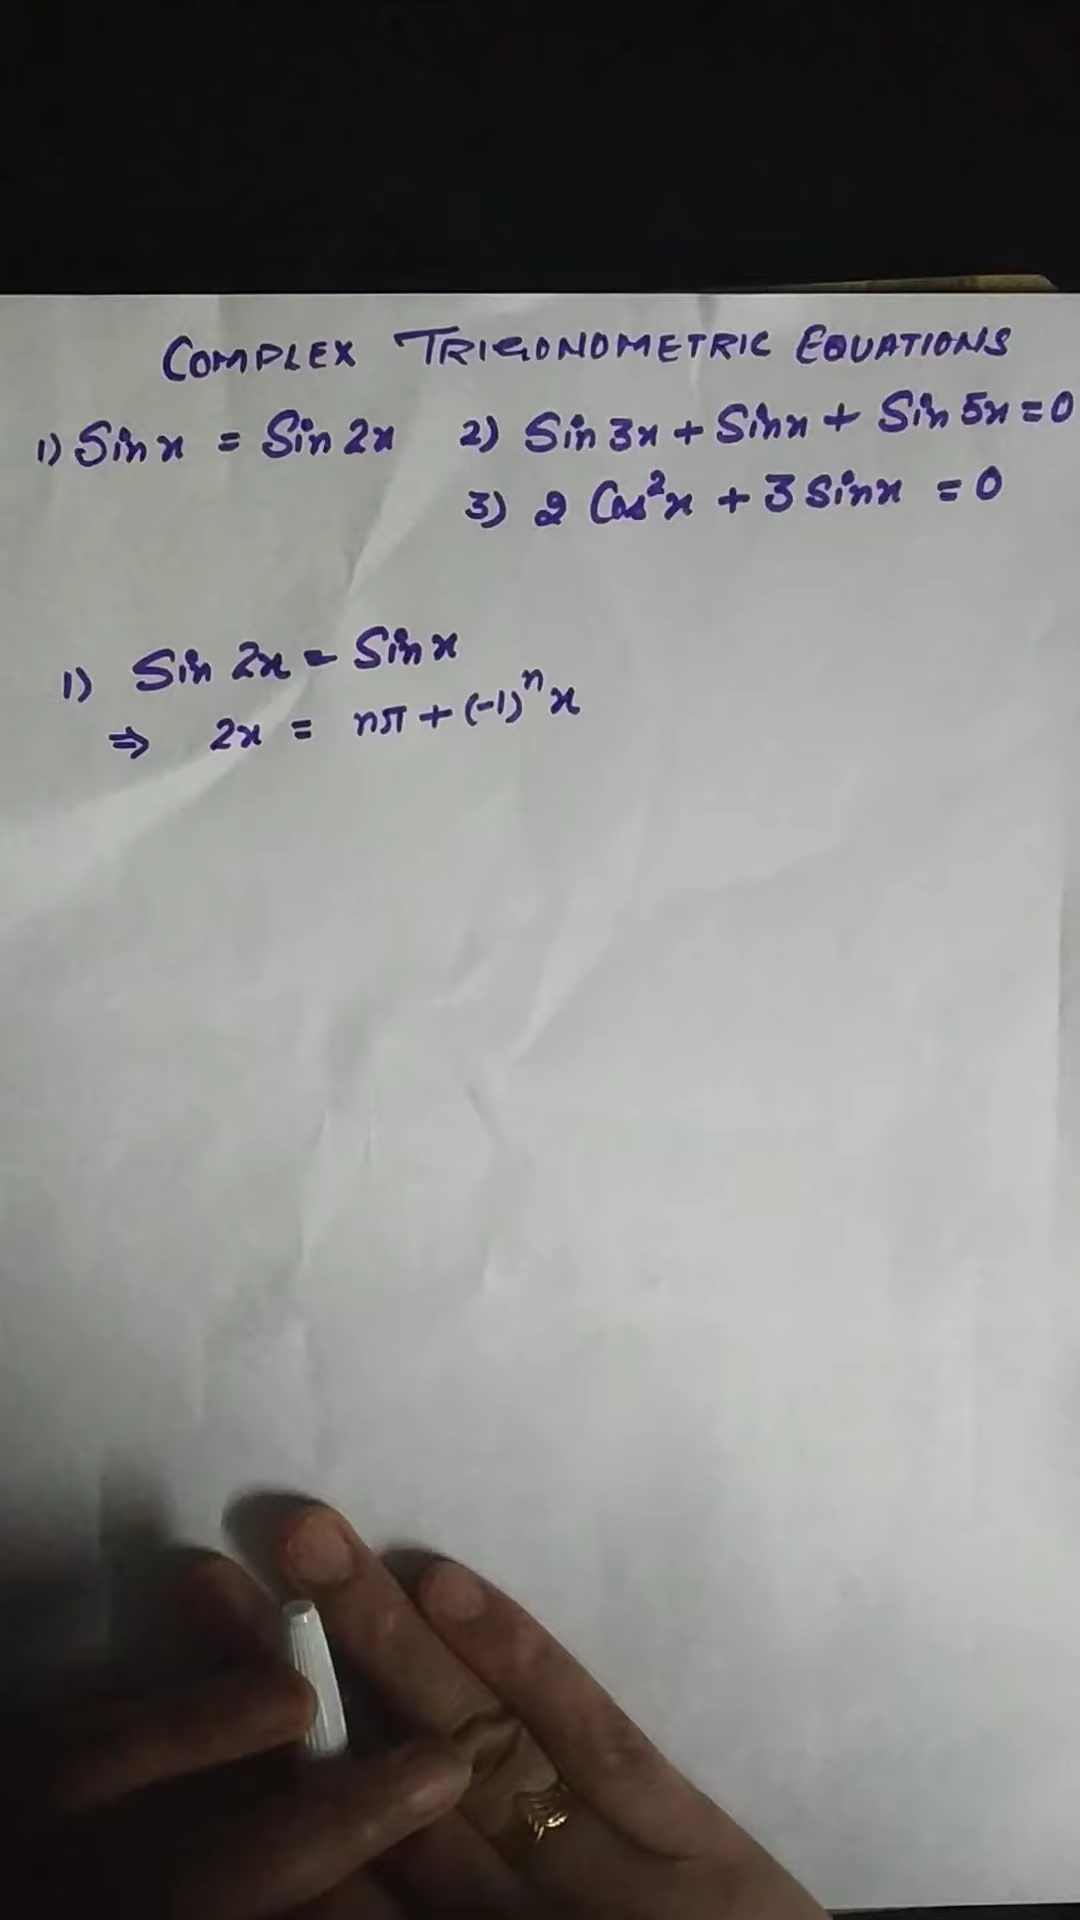 COMPLEX TRIGONOMETRIC EQUATIONS
1) Sin x = Sin 2x 2) Sin 3x + Sin x + Sin 5x = 0
3) 2 Cos²x + 3 Sin x = 0
1) Sin 2x = Sin x
⇒ 2x = nπ + (-1)ⁿ x